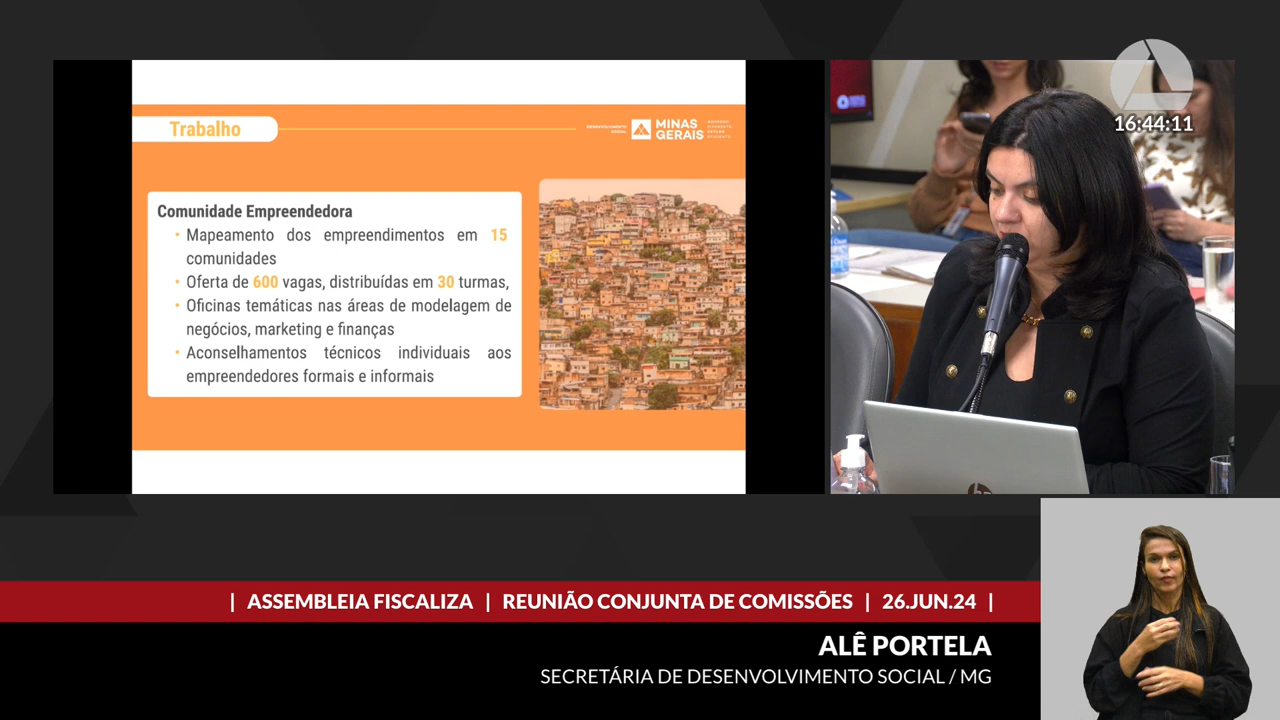 16:44:11
Trabalho
DESENVOLVIMENTO SOCIAL
MINAS GERAIS
Comunidade Empreendedora
• Mapeamento dos empreendimentos em 15
comunidades
• Oferta de 600 vagas, distribuídas em 30 turmas,
• Oficinas temáticas nas áreas de modelagem de
negócios, marketing e finanças
• Aconselhamentos técnicos individuais aos
empreendedores formais e informais
| ASSEMBLEIA FISCALIZA | REUNIÃO CONJUNTA DE COMISSÕES | 26.JUN.24 |
ALÊ PORTELA
SECRETÁRIA DE DESENVOLVIMENTO SOCIAL / MG